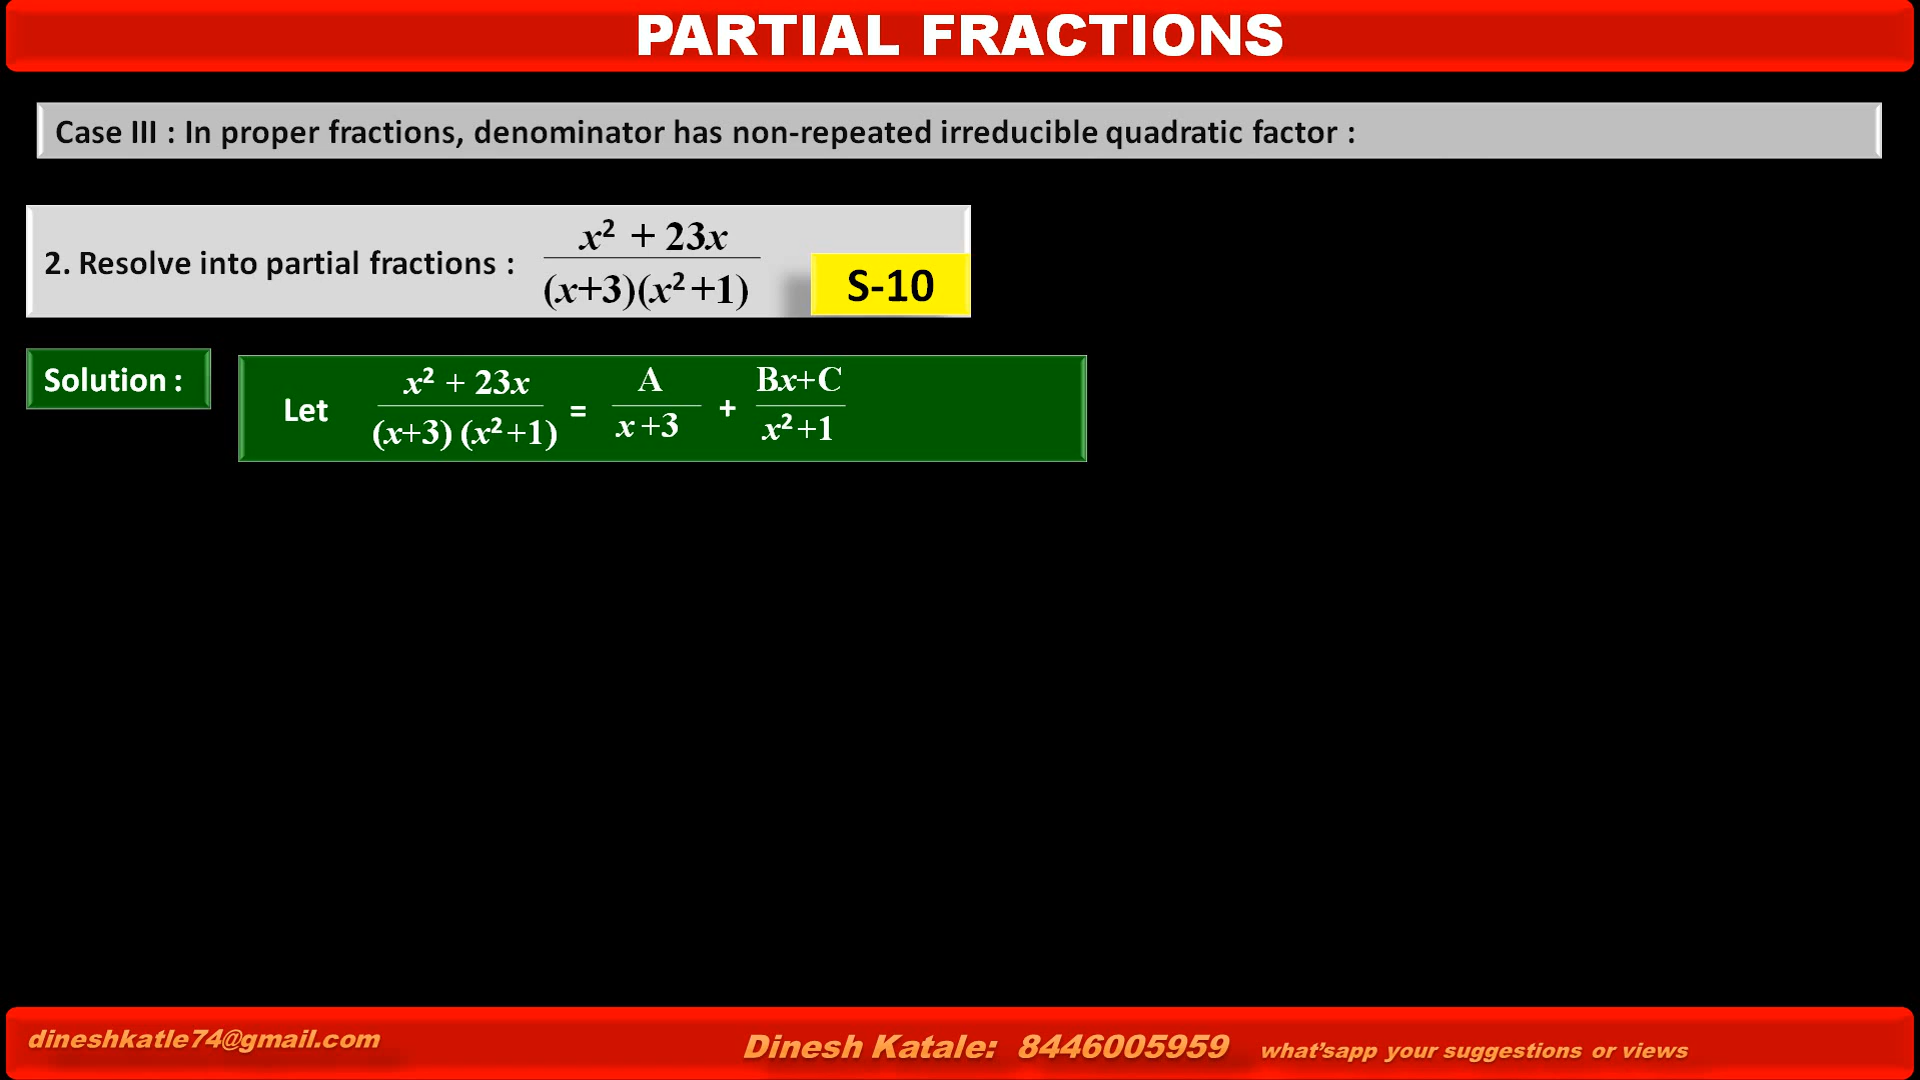 PARTIAL FRACTIONS
Case III : In proper fractions, denominator has non-repeated irreducible quadratic factor :
x² + 23x
2. Resolve into partial fractions :
(x+3)(x²+1)
S-10
Solution :
x² + 23x A Bx+C
Let = +
(x+3) (x²+1) x+3 x²+1
dineshkatle74@gmail.com
Dinesh Katale: 8446005959 what'sapp your suggestions or views